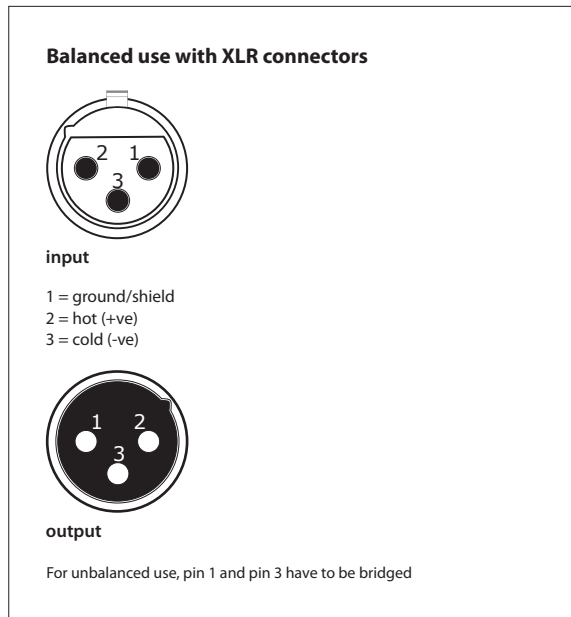 Balanced use with XLR connectors
2 1
3
input
1 = ground/shield
2 = hot (+ve)
3 = cold (-ve)
1 2
3
output
For unbalanced use, pin 1 and pin 3 have to be bridged